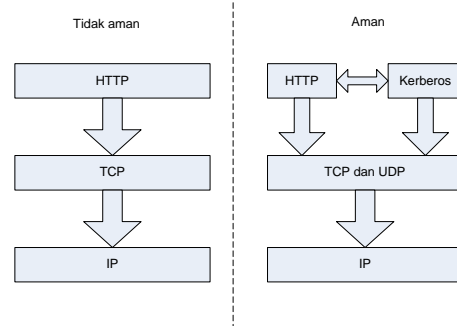 Tidak aman
HTTP
TCP
IP
Aman
HTTP
Kerberos
TCP dan UDP
IP